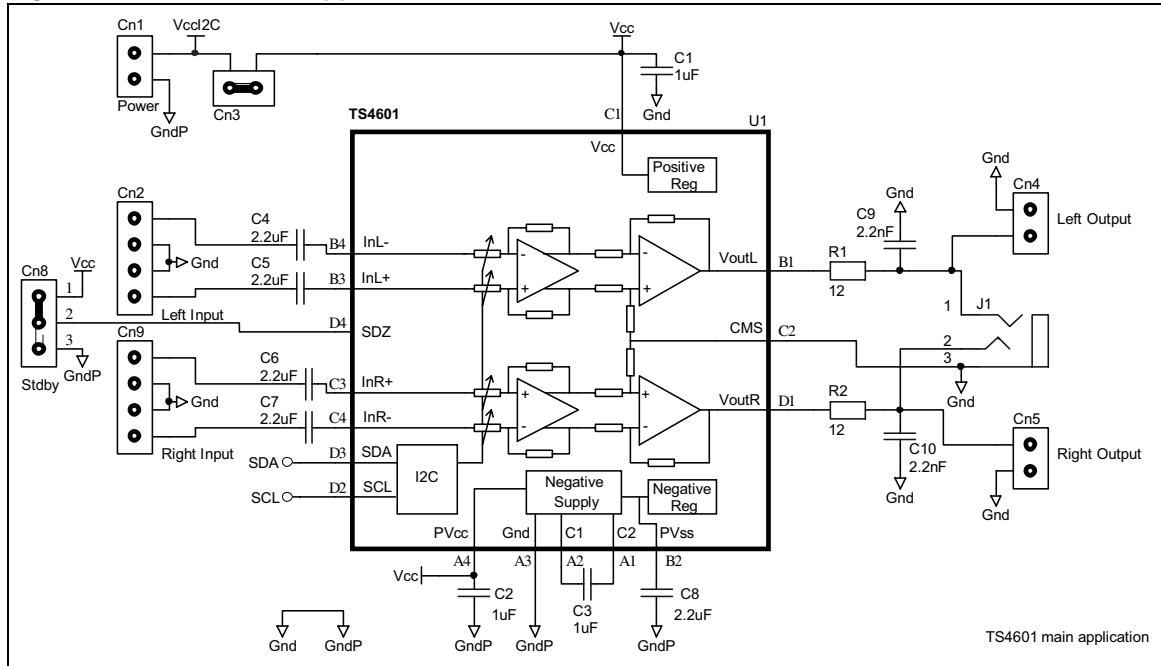 Cn1
VccI2C
Power
GndP
Cn3
Vcc
C1
1uF
Gnd
TS4601
C1
U1
Vcc
Positive
Reg
Cn2
C4
2.2uF
B4
InL-
Gnd
C5
2.2uF
B3
InL+
Left Input
Cn8
Vcc
1
2
3
GndP
Stdby
D4
SDZ
Cn9
C6
2.2uF
C3
InR+
Gnd
C7
2.2uF
C4
InR-
Right Input
SDA
D3
SDA
SCL
D2
SCL
I2C
-
+
-
+
+
-
+
-
VoutL
B1
CMS
C2
VoutR
D1
Negative
Supply
Negative
Reg
PVcc
Gnd
C1
C2
PVss
A4
A3
A2
A1
B2
Vcc
C2
1uF
GndP
GndP
C3
1uF
C8
2.2uF
GndP
Gnd
GndP
R1
12
Gnd
C9
2.2nF
Gnd
Cn4
Left Output
J1
1
2
3
Gnd
R2
12
C10
2.2nF
Gnd
Cn5
Right Output
Gnd
TS4601 main application